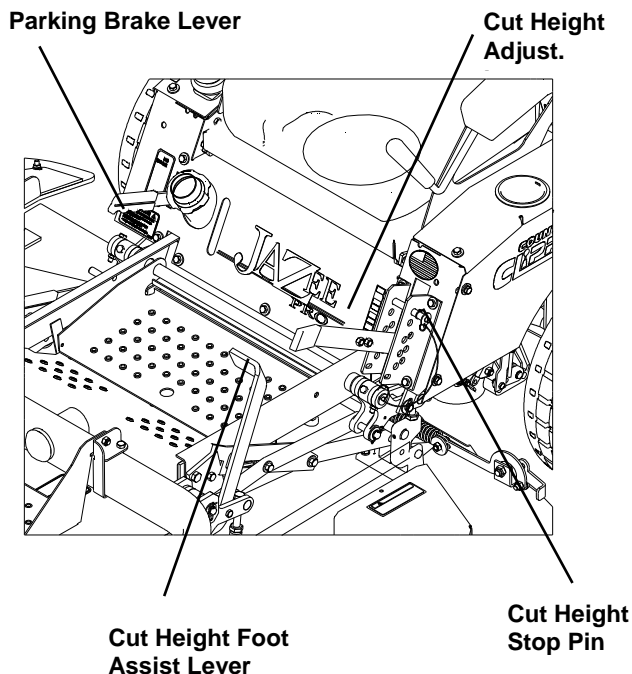 Parking Brake Lever
Cut Height
Adjust.
JAZEE
PRO
Cut Height
Stop Pin
Cut Height Foot
Assist Lever